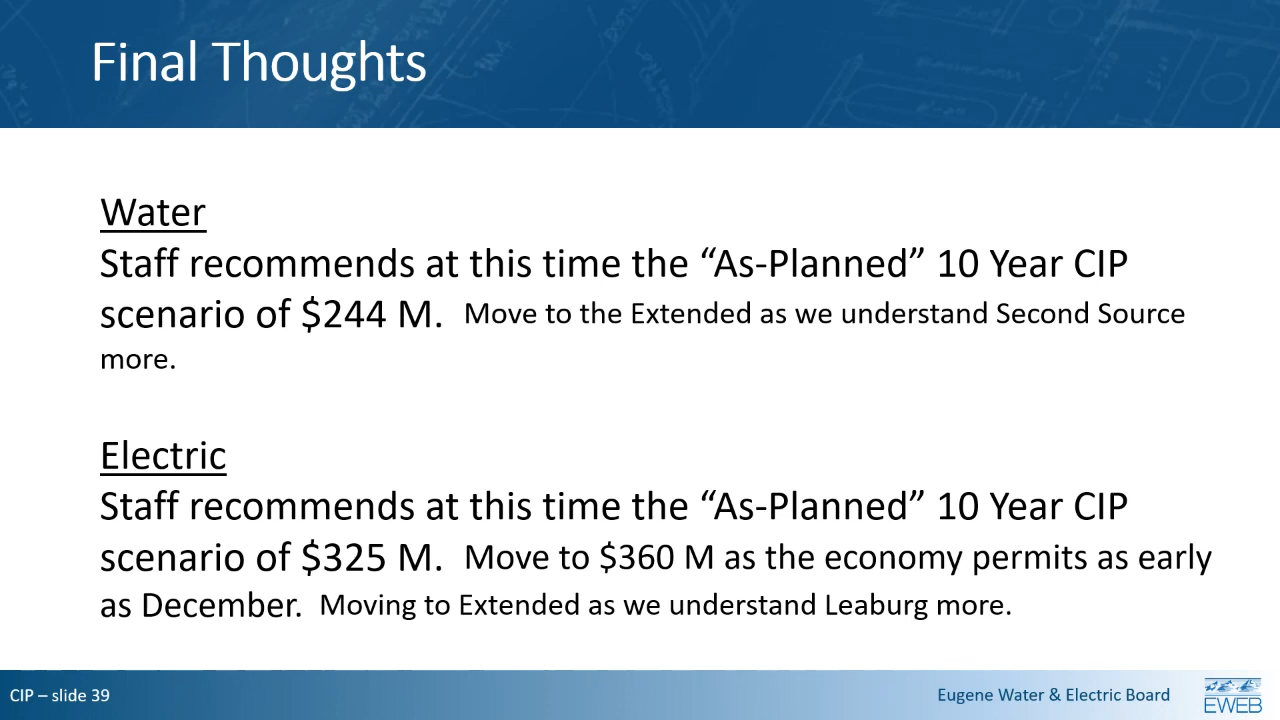 Final Thoughts
Water
Staff recommends at this time the “As-Planned” 10 Year CIP
scenario of $244 M. Move to the Extended as we understand Second Source
more.
Electric
Staff recommends at this time the “As-Planned” 10 Year CIP
scenario of $325 M. Move to $360 M as the economy permits as early
as December. Moving to Extended as we understand Leaburg more.
CIP – slide 39
Eugene Water & Electric Board
EWEB